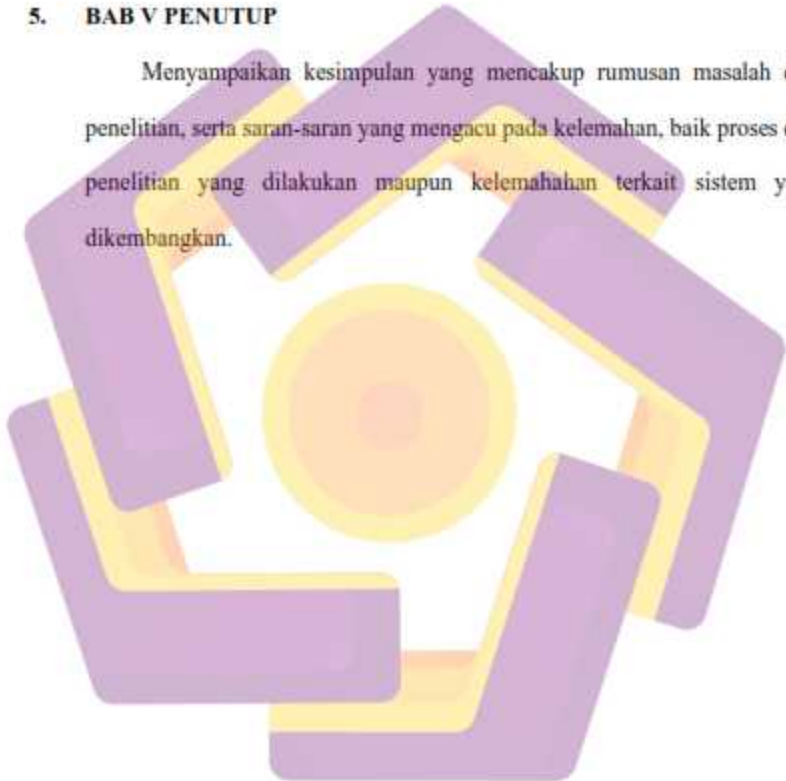 5. BAB V PENUTUP
Menyampaikan kesimpulan yang mencakup rumusan masalah
penelitian, serta saran-saran yang mengacu pada kelemahan, baik proses
penelitian yang dilakukan maupun kelemahahan terkait sistem
dikembangkan.